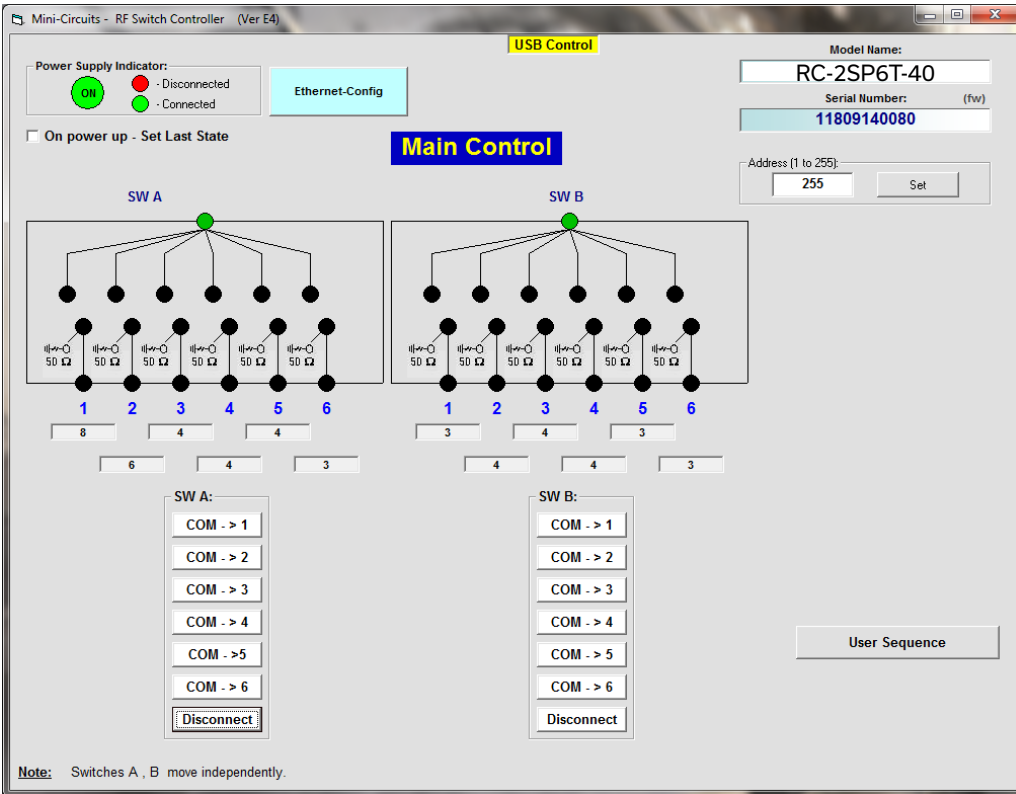 Mini-Circuits - RF Switch Controller (Ver E4)
USB Control
Model Name:
RC-2SP6T-40
Serial Number: (fw)
11809140080
Power Supply Indicator:
ON
- Disconnected
- Connected
Ethernet-Config
On power up - Set Last State
Main Control
Address (1 to 255):
255 Set
SW A
50 Ω 50 Ω 50 Ω 50 Ω 50 Ω
1 2 3 4 5 6
8 4 4
6 4 3
SW B
50 Ω 50 Ω 50 Ω 50 Ω 50 Ω 50 Ω
1 2 3 4 5 6
3 4 3
4 4 3
SW A:
COM - > 1
COM - > 2
COM - > 3
COM - > 4
COM - >5
COM - > 6
Disconnect
SW B:
COM - > 1
COM - > 2
COM - > 3
COM - > 4
COM - > 5
COM - > 6
Disconnect
User Sequence
Note: Switches A , B move independently.